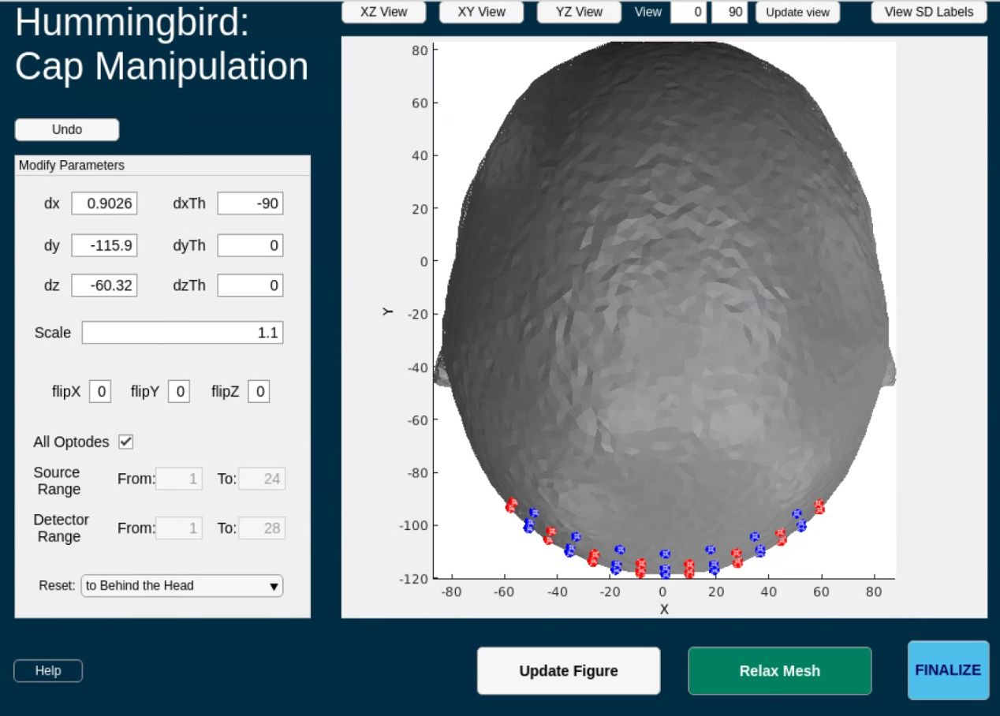 Hummingbird:
Cap Manipulation
XZ View XY View YZ View View 0 90 Update view View SD Labels
Undo
Modify Parameters
dx 0.9026 dxTh -90
dy -115.9 dyTh 0
dz -60.32 dzTh 0
Scale 1.1
flipX 0 flipY 0 flipZ 0
All Optodes
Source
Range
From: 1 To: 24
Detector
Range
From: 1 To: 28
Reset: to Behind the Head
Help
80
60
40
20
0
-20
-40
-60
-80
-100
-120
Y
-80 -60 -40 -20 0 20 40 60 80
X
Update Figure Relax Mesh FINALIZE